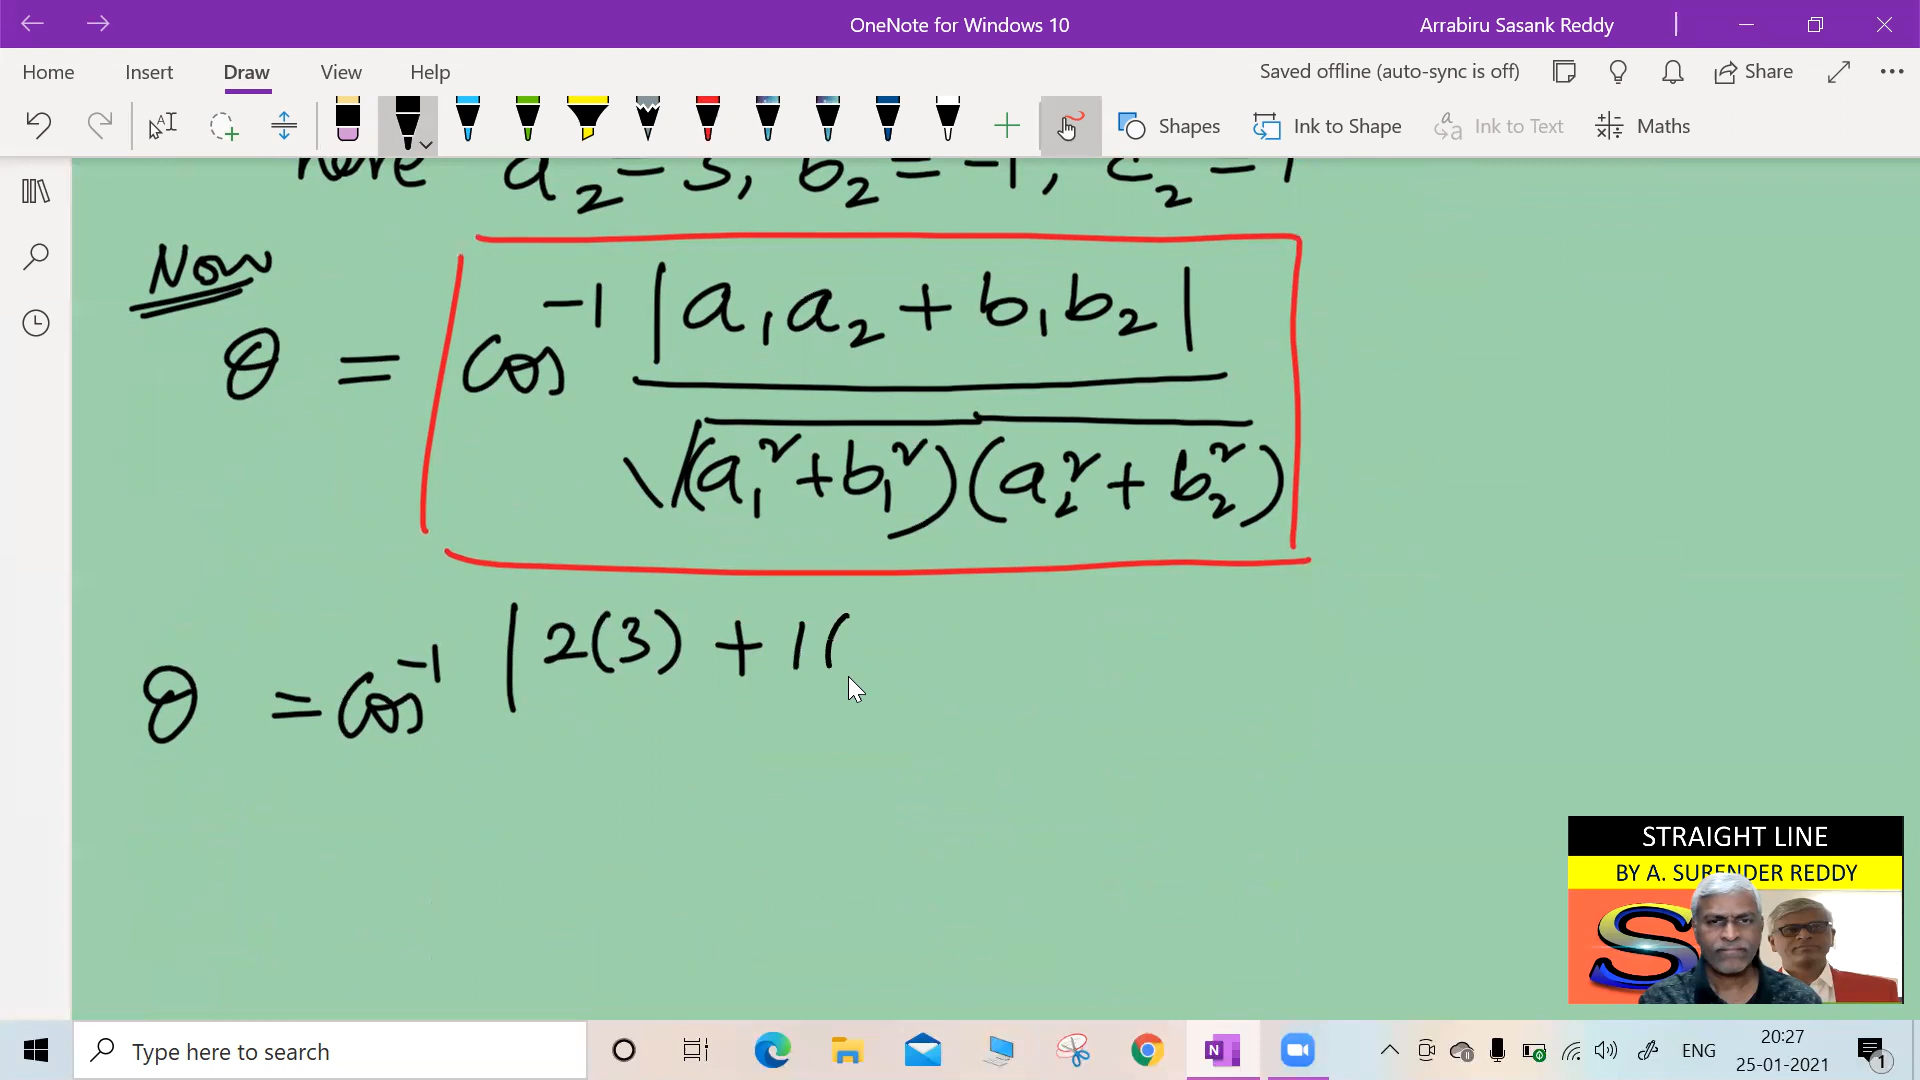 OneNote for Windows 10
Arrabiru Sasank Reddy
Home Insert Draw View Help
Saved offline (auto-sync is off)
Share
Shapes
Ink to Shape
Ink to Text
Maths
here a₂ = 3, b₂ = -1, c₂ = 1
Now
θ = cos⁻¹ |a₁a₂ + b₁b₂|
√(a₁² + b₁²)(a₂² + b₂²)
θ = cos⁻¹ |2(3) + 1(
STRAIGHT LINE
BY A. SURENDER REDDY
S
Type here to search
ENG
20:27
25-01-2021
1